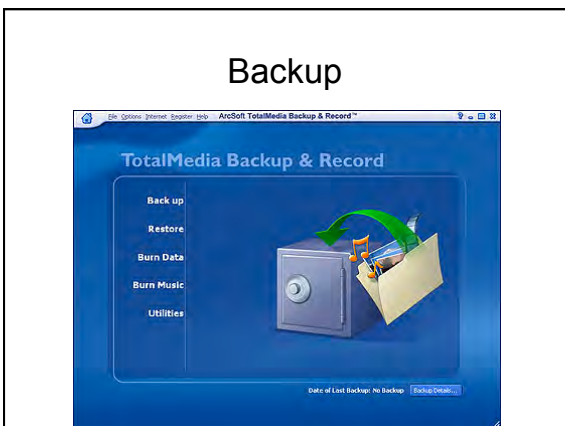 Backup
File Options Internet Register Help ArcSoft TotalMedia Backup & Record™ ?
TotalMedia Backup & Record
Back up
Restore
Burn Data
Burn Music
Utilities
Date of Last Backup: No Backup Backup Details...